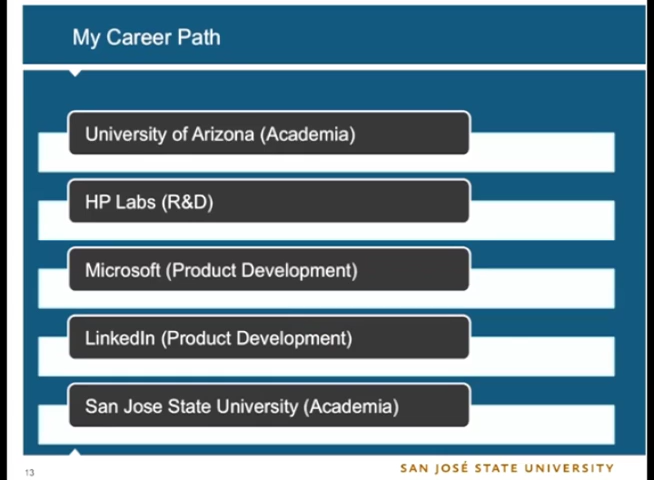 My Career Path
University of Arizona (Academia)
HP Labs (R&D)
Microsoft (Product Development)
LinkedIn (Product Development)
San Jose State University (Academia)
13
SAN JOSÉ STATE UNIVERSITY